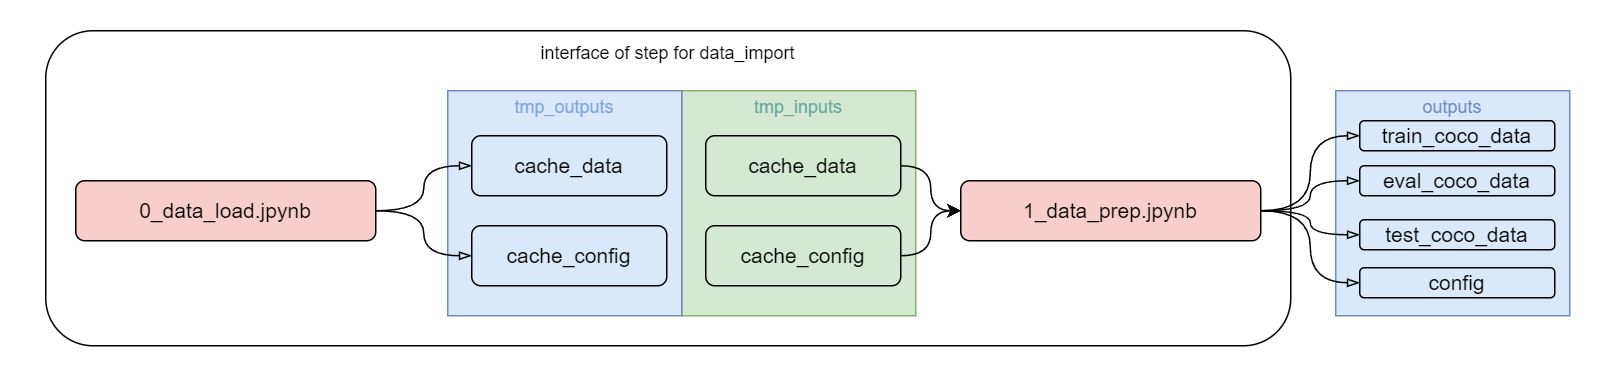 interface of step for data_import
tmp_outputs
tmp_inputs
outputs
0_data_load.jpynb
cache_data
cache_config
cache_data
cache_config
1_data_prep.jpynb
train_coco_data
eval_coco_data
test_coco_data
config